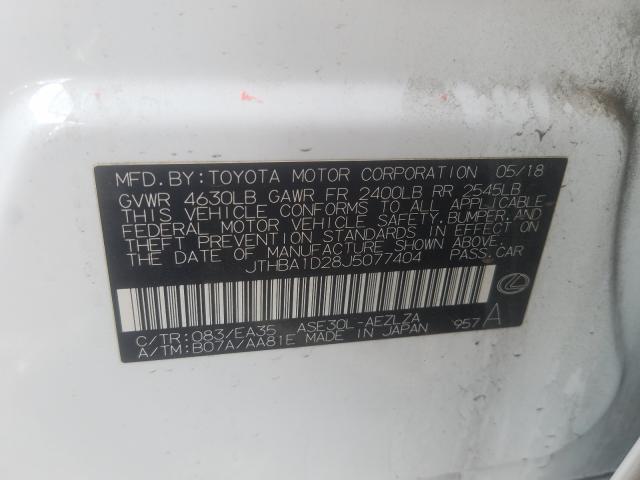 MFD.BY:TOYOTA MOTOR CORPORATION 05/18
GVWR 4630LB GAWR FR 2400LB RR 2545LB
THIS VEHICLE CONFORMS TO ALL APPLICABLE
FEDERAL MOTOR VEHICLE SAFETY,BUMPER,AND
THEFT PREVENTION STANDARDS IN EFFECT ON
THE DATE OF MANUFACTURE SHOWN ABOVE.
JTHBA1D28J5077404 PASS.CAR
C/TR:083/EA35 ASE30L-AEZLZA
A/TM:B07A/AA81E MADE IN JAPAN 957A